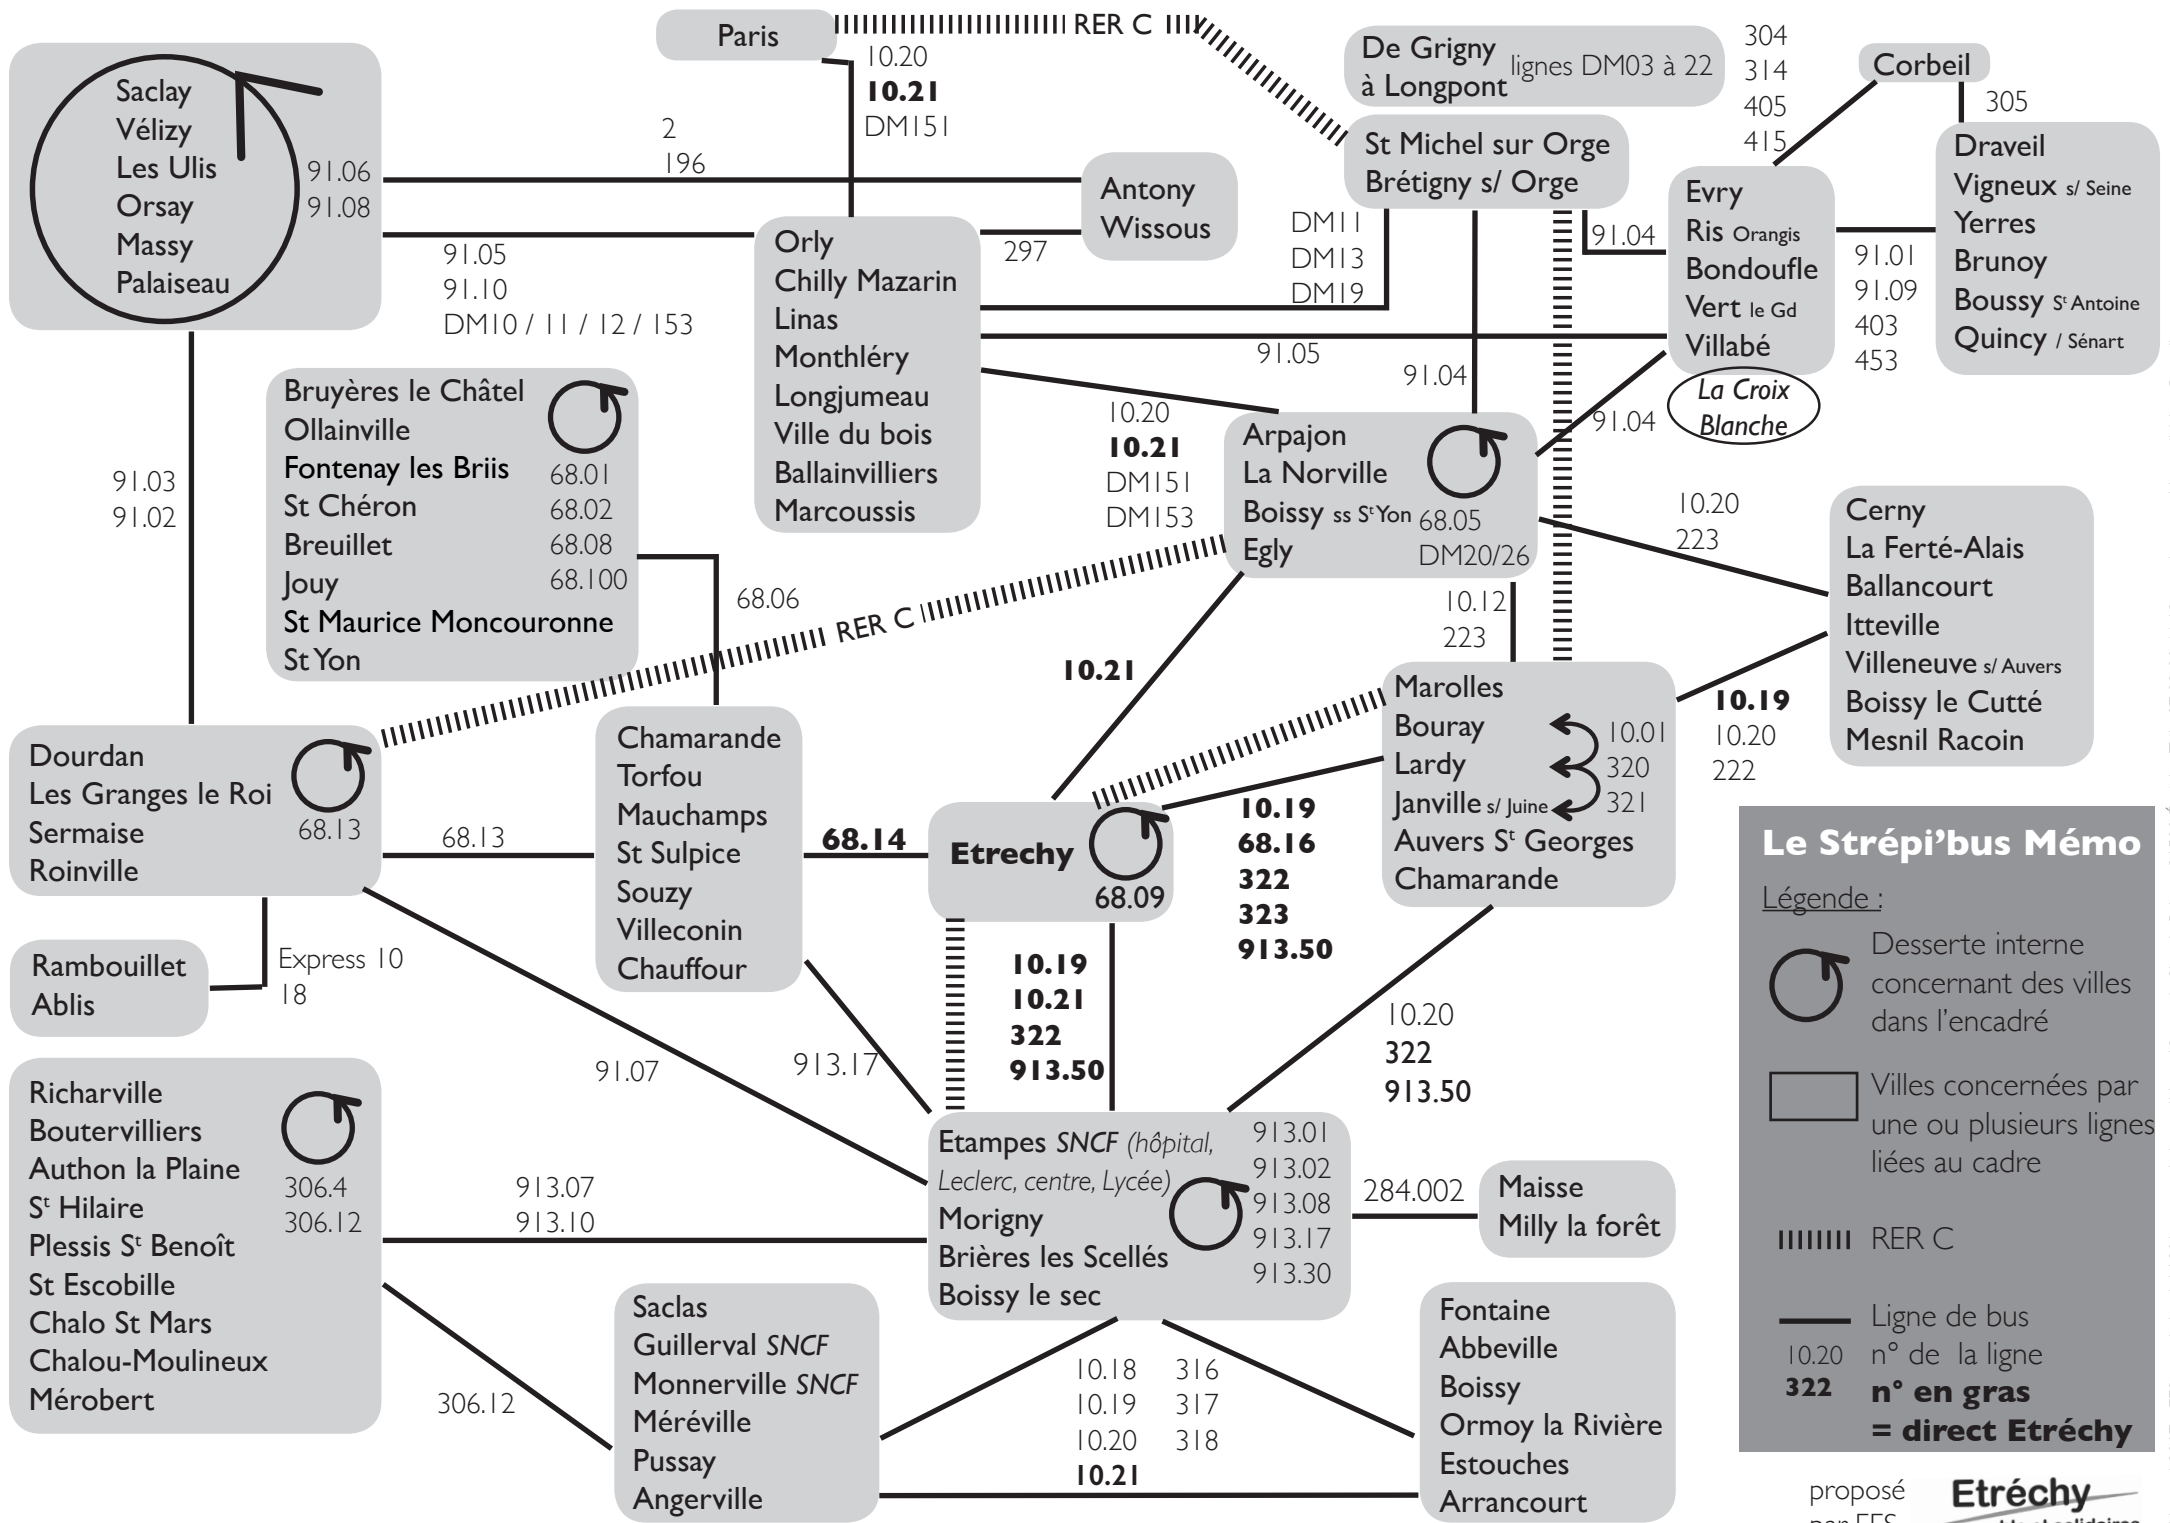 Paris
RER C
10.20
10.21
DM151
De Grigny
à Longpont
lignes DM03 à 22
304
314
405
415
Corbeil
305
Saclay
Vélizy
Les Ulis
Orsay
Massy
Palaiseau
91.06
91.08
2
196
Antony
Wissous
St Michel sur Orge
Brétigny s/ Orge
Evry
Ris Orangis
Bondoufle
Vert le Gd
Villabé
La Croix
Blanche
Draveil
Vigneux s/ Seine
Yerres
Brunoy
Boussy St Antoine
Quincy / Sénart
91.05
91.10
DM10 / 11 / 12 / 153
Orly
Chilly Mazarin
Linas
Monthléry
Longjumeau
Ville du bois
Ballainvilliers
Marcoussis
297
DM11
DM13
DM19
91.04
91.01
91.09
403
453
91.05
91.04
91.04
Bruyères le Châtel
Ollainville
Fontenay les Briis
St Chéron
Breuillet
Jouy
St Maurice Moncouronne
St Yon
68.01
68.02
68.08
68.100
91.03
91.02
10.20
10.21
DM151
DM153
Arpajon
La Norville
Boissy ss St Yon
Egly
68.05
DM20/26
10.20
223
Cerny
La Ferté-Alais
Ballancourt
Itteville
Villeneuve s/ Auvers
Boissy le Cutté
Mesnil Racoin
68.06
RER C
10.21
10.12
223
Marolles
Bouray
Lardy
Janville s/ Juine
Auvers St Georges
Chamarande
10.01
320
321
10.19
10.20
222
Dourdan
Les Granges le Roi
Sermaise
Roinville
68.13
68.13
Chamarande
Torfou
Mauchamps
St Sulpice
Souzy
Villeconin
Chauffour
68.14
Etrechy
68.09
10.19
68.16
322
323
913.50
Le Strépi'bus Mémo
Légende :
Desserte interne
concernant des villes
dans l'encadré
Villes concernées par
une ou plusieurs lignes
liées au cadre
RER C
Ligne de bus
10.20 n° de la ligne
322 n° en gras
= direct Etréchy
Rambouillet
Ablis
Express 10
18
10.19
10.21
322
913.50
10.20
322
913.50
91.07
913.17
Richarville
Boutervilliers
Authon la Plaine
St Hilaire
Plessis St Benoît
St Escobille
Chalo St Mars
Chalou-Moulineux
Mérobert
306.4
306.12
913.07
913.10
Etampes SNCF (hôpital,
Leclerc, centre, Lycée)
Morigny
Brières les Scellés
Boissy le sec
913.01
913.02
913.08
913.17
913.30
284.002
Maisse
Milly la forêt
306.12
Saclas
Guillerval SNCF
Monnerville SNCF
Méréville
Pussay
Angerville
10.18
10.19
10.20
10.21
316
317
318
Fontaine
Abbeville
Boissy
Ormoy la Rivière
Estouches
Arrancourt
proposé
Etréchy